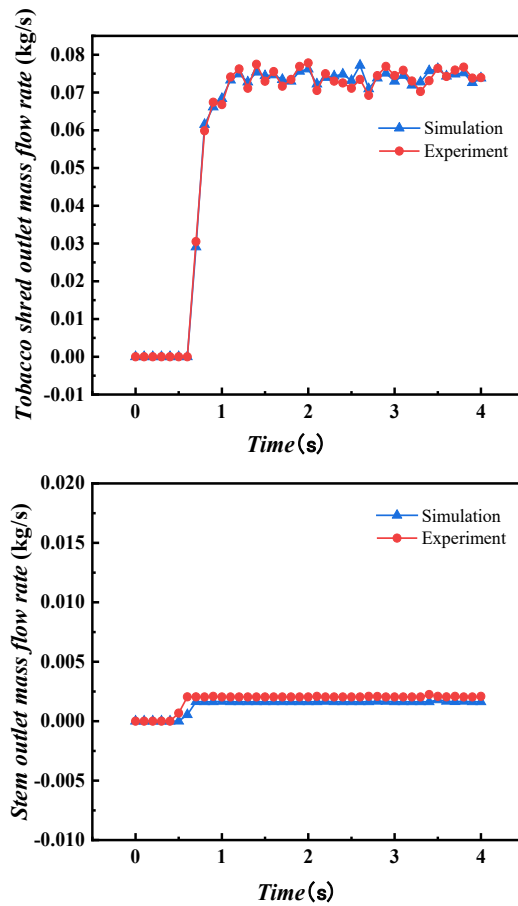 Tobacco shred outlet mass flow rate (kg/s)
0.08
0.07
0.06
0.05
0.04
0.03
0.02
0.01
0.00
-0.01
Simulation
Experiment
0 1 2 3 4
Time(s)
Stem outlet mass flow rate (kg/s)
0.020
0.015
0.010
0.005
0.000
-0.005
-0.010
Simulation
Experiment
0 1 2 3 4
Time(s)